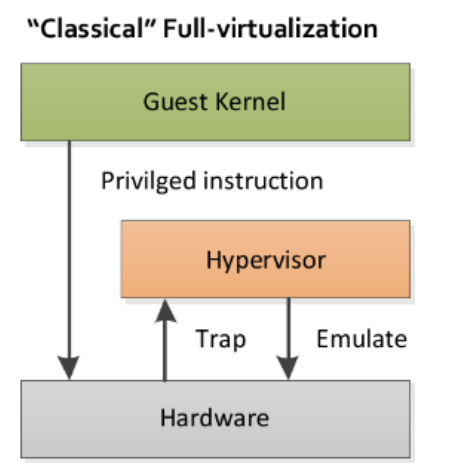 “Classical” Full-virtualization
Guest Kernel
Privilged instruction
Hypervisor
Trap
Emulate
Hardware